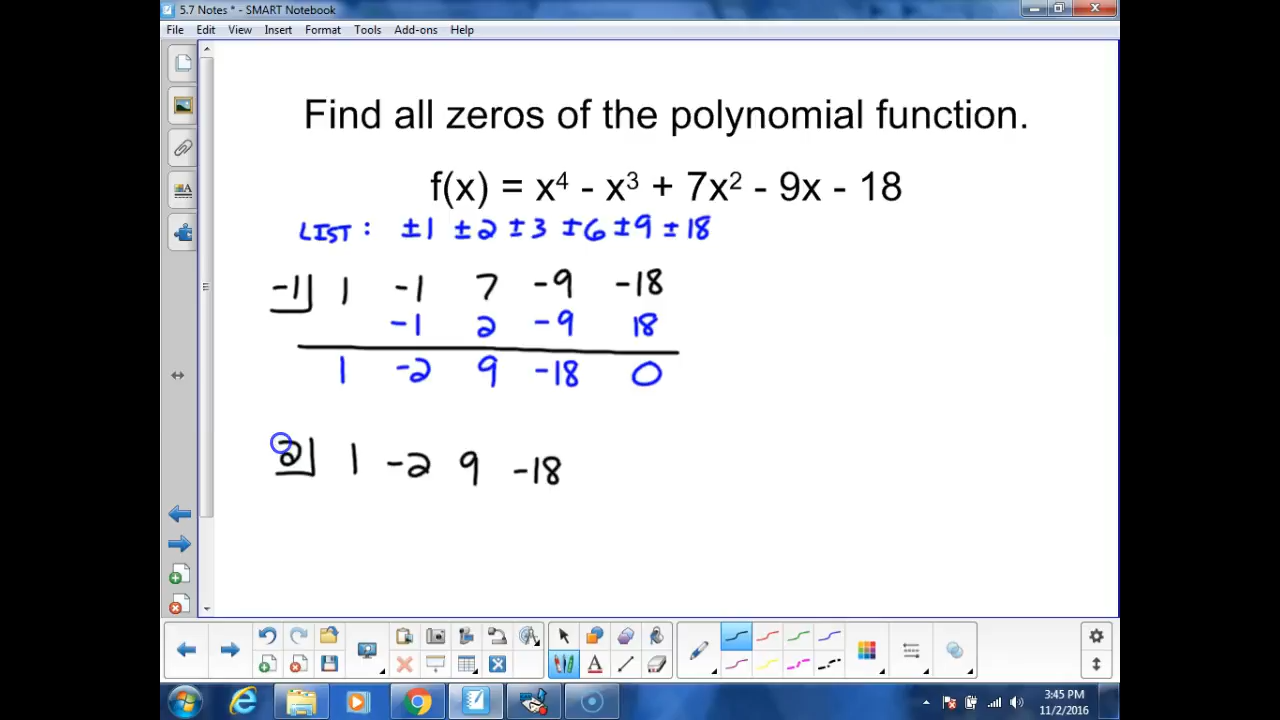 5.7 Notes * - SMART Notebook
File Edit View Insert Format Tools Add-ons Help
Find all zeros of the polynomial function.
f(x) = x⁴ - x³ + 7x² - 9x - 18
LIST : ±1 ±2 ±3 ±6 ±9 ±18
-1 1 -1 7 -9 -18
-1 2 -9 18
1 -2 9 -18 0
2 1 -2 9 -18
3:45 PM
11/2/2016